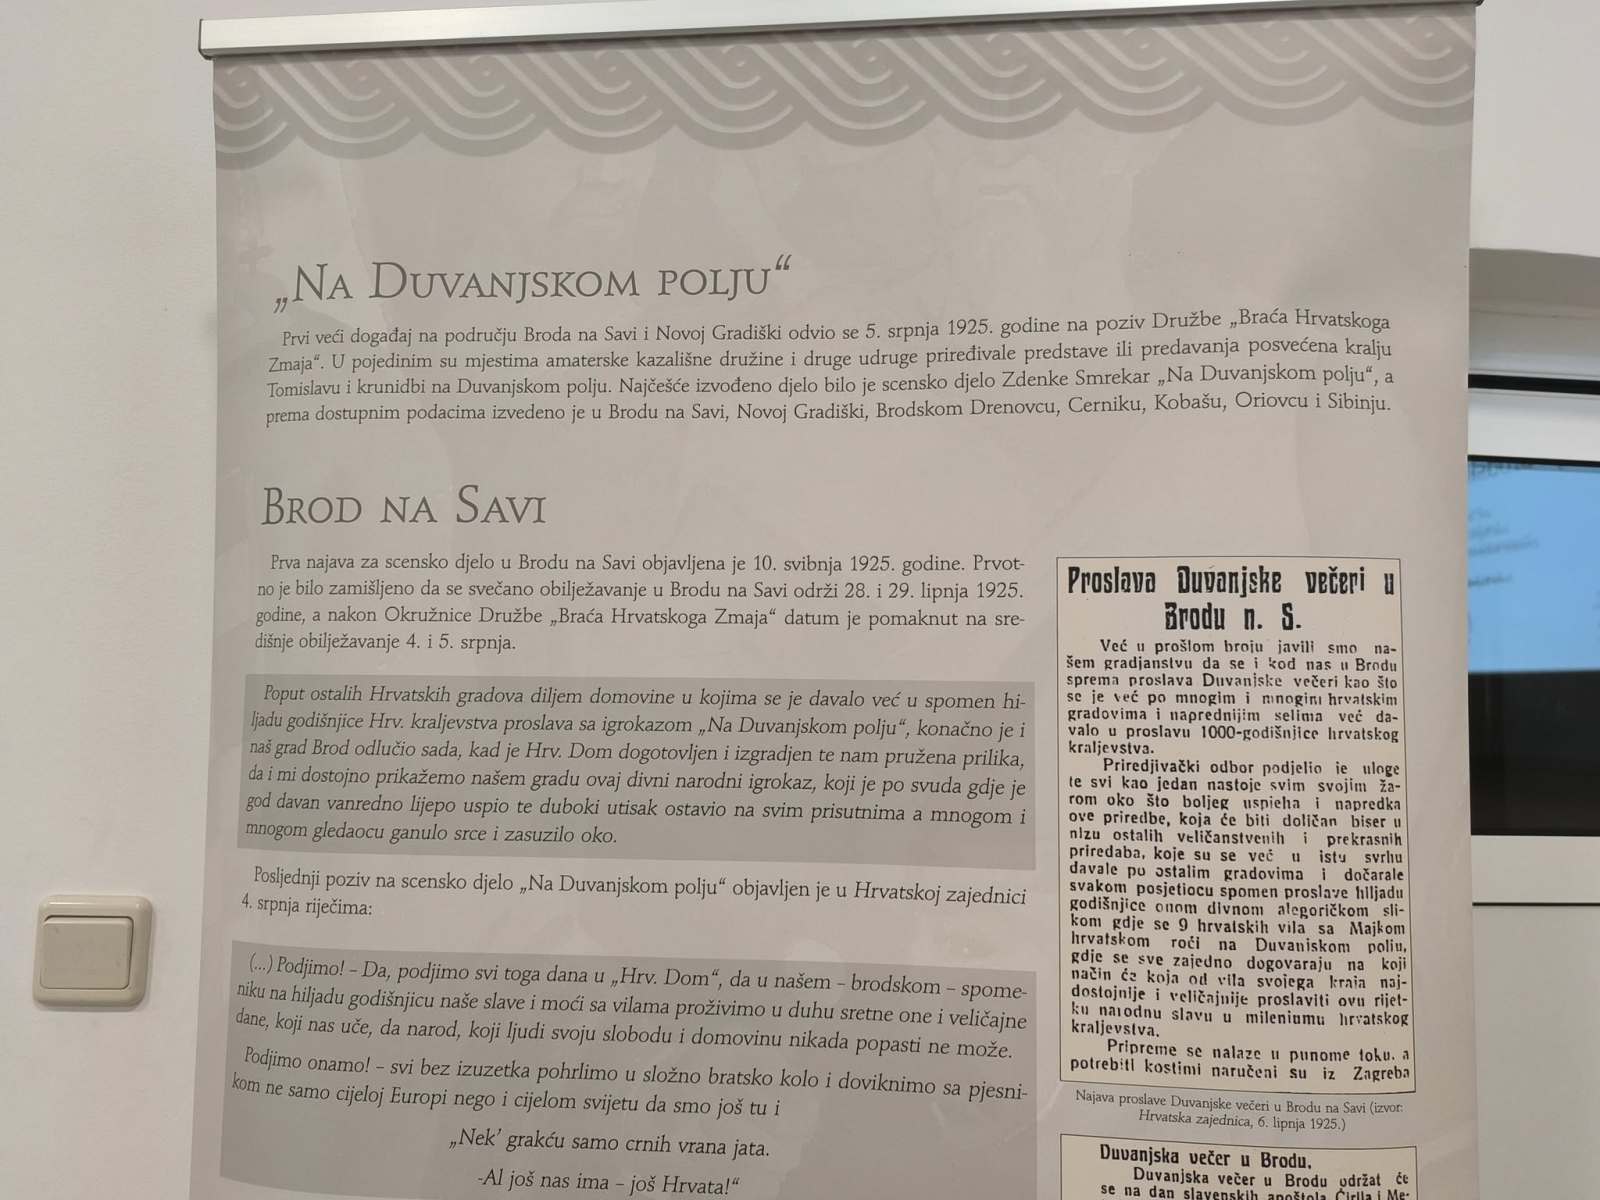 „Na Duvanjskom polju“
Prvi veći događaj na području Broda na Savi i Novoj Gradiški odvio se 5. srpnja 1925. godine na poziv Družbe „Braća Hrvatskoga
Zmaja“. U pojedinim su mjestima amaterske kazališne družine i druge udruge priređivale predstave ili predavanja posvećena kralju
Tomislavu i krunidbi na Duvanjskom polju. Najčešće izvođeno djelo bilo je scensko djelo Zdenke Smrekar „Na Duvanjskom polju“, a
prema dostupnim podacima izvedeno je u Brodu na Savi, Novoj Gradiški, Brodskom Drenovcu, Cerniku, Kobašu, Oriovcu i Sibinju.
Brod na Savi
Prva najava za scensko djelo u Brodu na Savi objavljena je 10. svibnja 1925. godine. Prvot-
no je bilo zamišljeno da se svečano obilježavanje u Brodu na Savi održi 28. i 29. lipnja 1925.
godine, a nakon Okružnice Družbe „Braća Hrvatskoga Zmaja“ datum je pomaknut na sre-
dišnje obilježavanje 4. i 5. srpnja.
Poput ostalih Hrvatskih gradova diljem domovine u kojima se je davalo već u spomen hi-
ljadu godišnjice Hrv. kraljevstva proslava sa igrokazom „Na Duvanjskom polju“, konačno je i
naš grad Brod odlučio sada, kad je Hrv. Dom dogotovljen i izgradjen te nam pružena prilika,
da i mi dostojno prikažemo našem gradu ovaj divni narodni igrokaz, koji je po svuda gdje je
god davan vanredno lijepo uspio te duboki utisak ostavio na svim prisutnima a mnogom i
mnogom gledaocu ganulo srce i zasuzilo oko.
Posljednji poziv na scensko djelo „Na Duvanjskom polju“ objavljen je u Hrvatskoj zajednici
4. srpnja riječima:
(...) Podjimo! – Da, podjimo svi toga dana u „Hrv. Dom“, da u našem – brodskom – spome-
niku na hiljadu godišnjicu naše slave i moći sa vilama proživimo u duhu sretne one i veličajne
dane, koji nas uče, da narod, koji ljudi svoju slobodu i domovinu nikada popasti ne može.
Podjimo onamo! – svi bez izuzetka pohrlimo u složno bratsko kolo i doviknimo sa pjesni-
kom ne samo cijeloj Europi nego i cijelom svijetu da smo još tu i
„Nek’ grakću samo crnih vrana jata.
-Al još nas ima – još Hrvata!“
Proslava Duvanjske večeri u
Brodu n. S.
Već u prošlom broju javili smo na-
šem gradjanstvu da se i kod nas u Brodu
sprema proslava Duvanjske večeri kao što
se je već po mnogim i mnogim hrvatskim
gradovima i naprednijim selima već da-
valo u proslavu 1000-godišnjice hrvatskog
kraljevstva.
Priredjivački odbor podjelio je uloge
te svi kao jedan nastoje svim svojim ža-
rom oko što boljeg uspieha i napredka
ove priredbe, koja će biti doličan biser u
nizu ostalih veličanstvenih i prekrasnih
priredaba, koje su se već u istu svrhu
davale po ostalim gradovima i dočarale
svakom posjetiocu spomen proslave hiljadu
godišnjice onom divnom alegoričkom sli-
kom gdje se 9 hrvatskih vila sa Majkom
hrvatskom roči na Duvaniskom poliu,
gdje se sve zajedno dogovaraju na koji
način će koja od vila svojega kraia naj-
dostojnije i veličajnije proslaviti ovu rijet-
ku narodnu slavu u mileniumu hrvatskog
kraljevstva.
Pripreme se nalaze u punome toku, a
potrebiti kostimi naručeni su iz Zagreba
Najava proslave Duvanjske večeri u Brodu na Savi (izvor:
Hrvatska zajednica, 6. lipnja 1925.)
Duvanjska večer u Brodu.
Duvanjska večer u Brodu održat će
se na dan slavenskih apoštola Ćirila i Me-